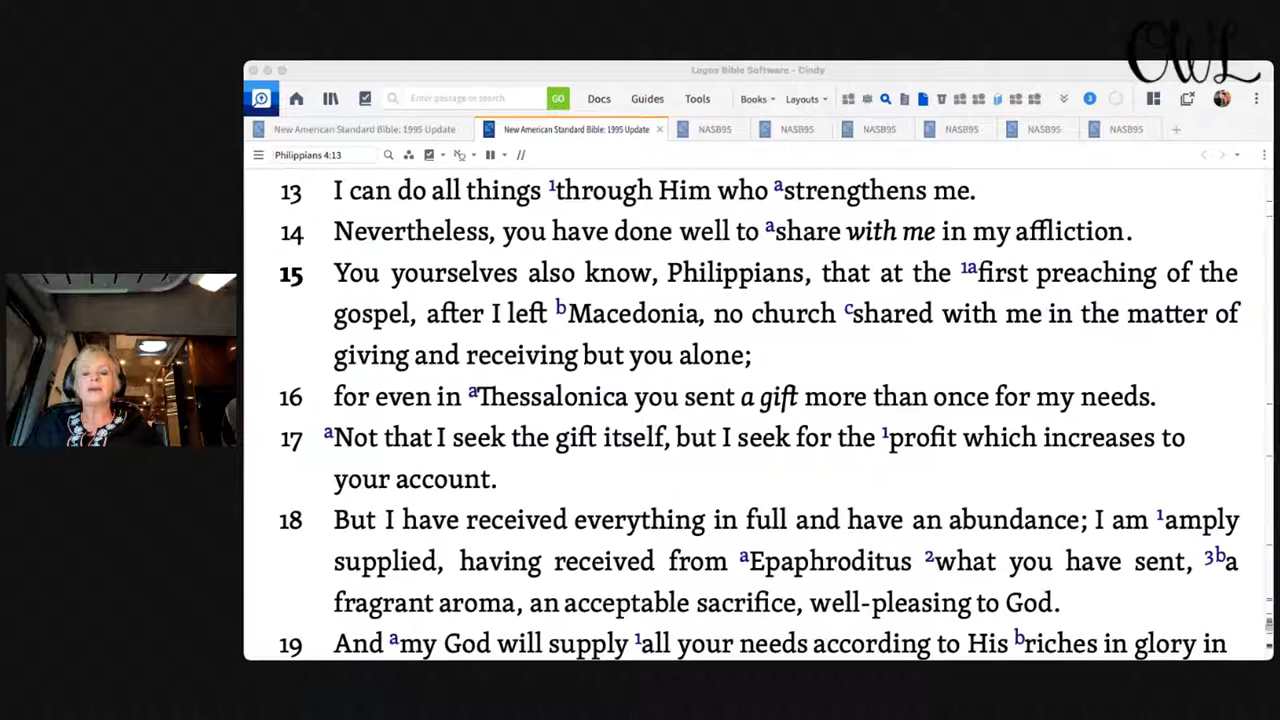 OWL
Logos Bible Software - Cindy
Enter passage or search GO Docs Guides Tools Books Layouts 3
New American Standard Bible: 1995 Update New American Standard Bible: 1995 Update NASB95 NASB95 NASB95 NASB95 NASB95 NASB95
Philippians 4:13
13 I can do all things 1through Him who astrengthens me.
14 Nevertheless, you have done well to ashare with me in my affliction.
15 You yourselves also know, Philippians, that at the 1afirst preaching of the
gospel, after I left bMacedonia, no church cshared with me in the matter of
giving and receiving but you alone;
16 for even in aThessalonica you sent a gift more than once for my needs.
17 aNot that I seek the gift itself, but I seek for the 1profit which increases to
your account.
18 But I have received everything in full and have an abundance; I am 1amply
supplied, having received from aEpaphroditus 2what you have sent, 3ba
fragrant aroma, an acceptable sacrifice, well-pleasing to God.
19 And amy God will supply 1all your needs according to His briches in glory in